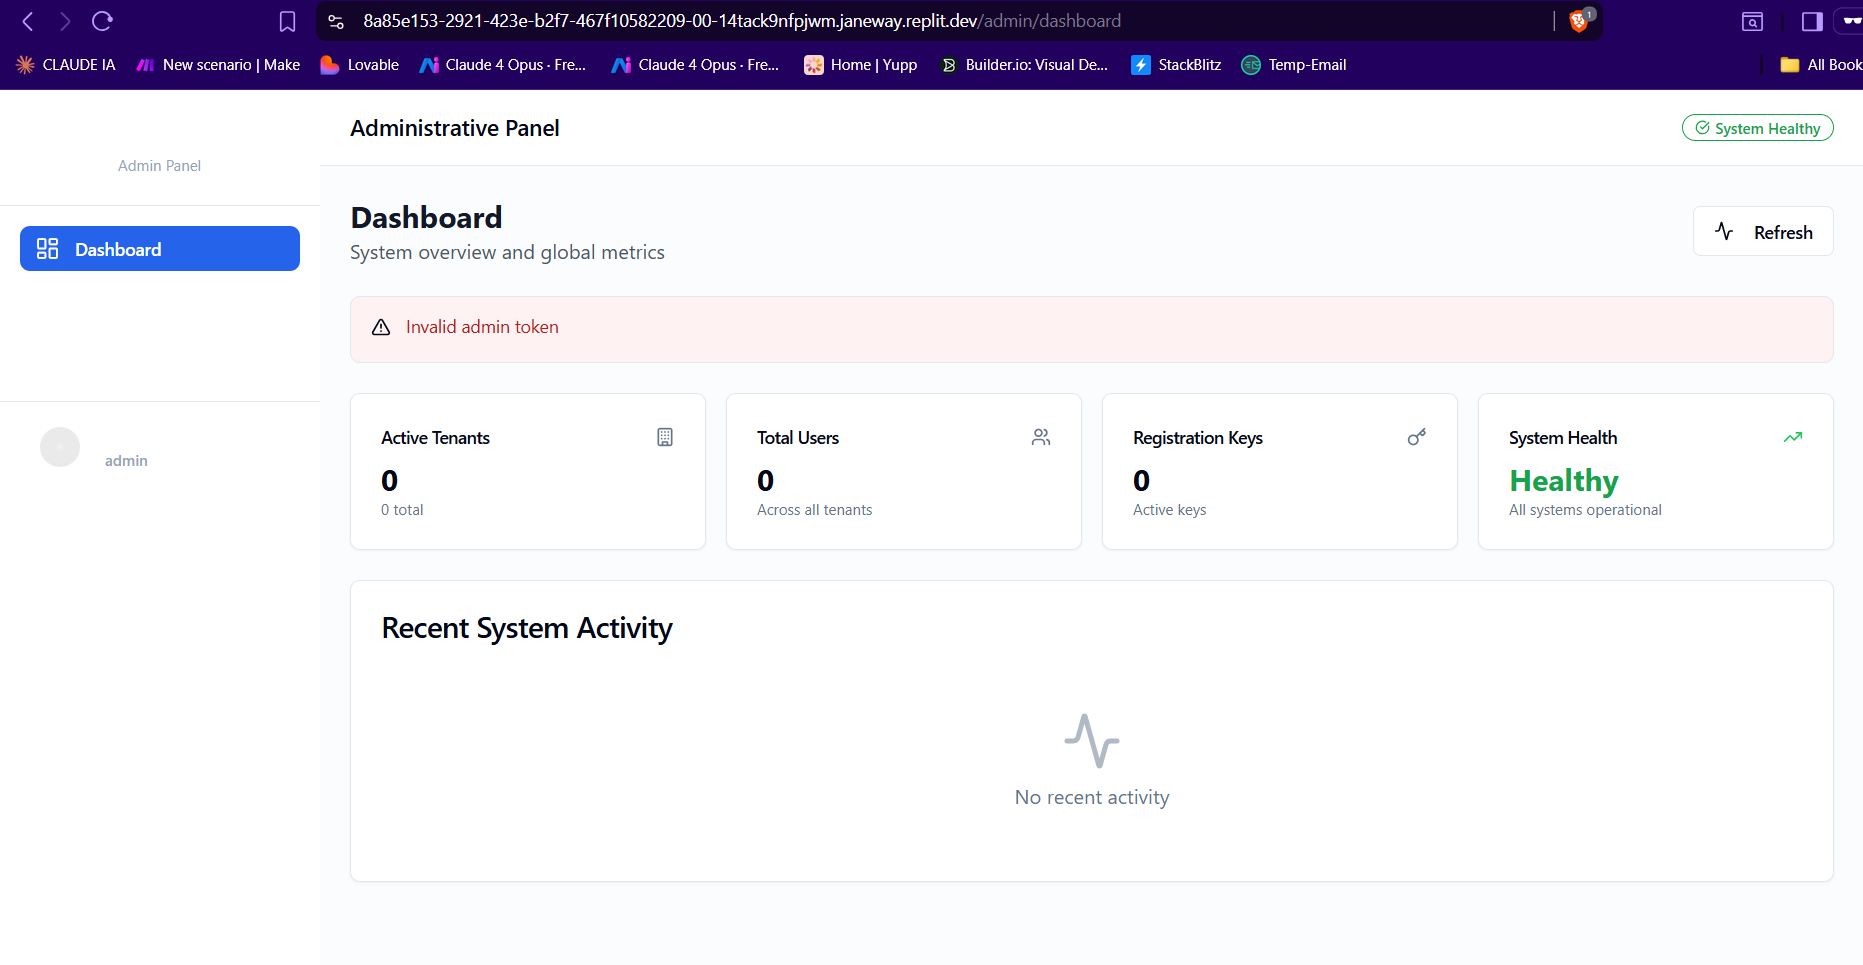 8a85e153-2921-423e-b2f7-467f10582209-00-14tack9nfpjwm.janeway.replit.dev/admin/dashboard
1
CLAUDE IA
New scenario | Make
Lovable
Claude 4 Opus · Fre...
Claude 4 Opus · Fre...
Home | Yupp
Builder.io: Visual De...
StackBlitz
Temp-Email
All Book
Admin Panel
Administrative Panel
System Healthy
Dashboard
Dashboard
System overview and global metrics
Refresh
Invalid admin token
admin
Active Tenants
0
0 total
Total Users
0
Across all tenants
Registration Keys
0
Active keys
System Health
Healthy
All systems operational
Recent System Activity
No recent activity